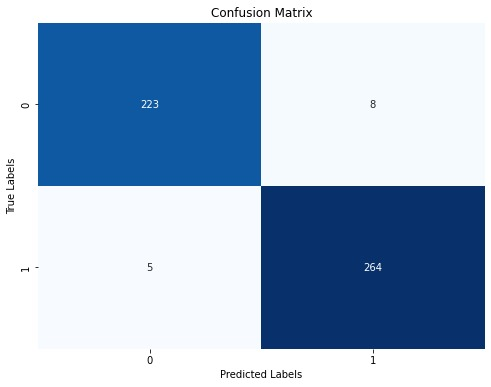 Confusion Matrix
True Labels
0
223
8
1
5
264
0
1
Predicted Labels